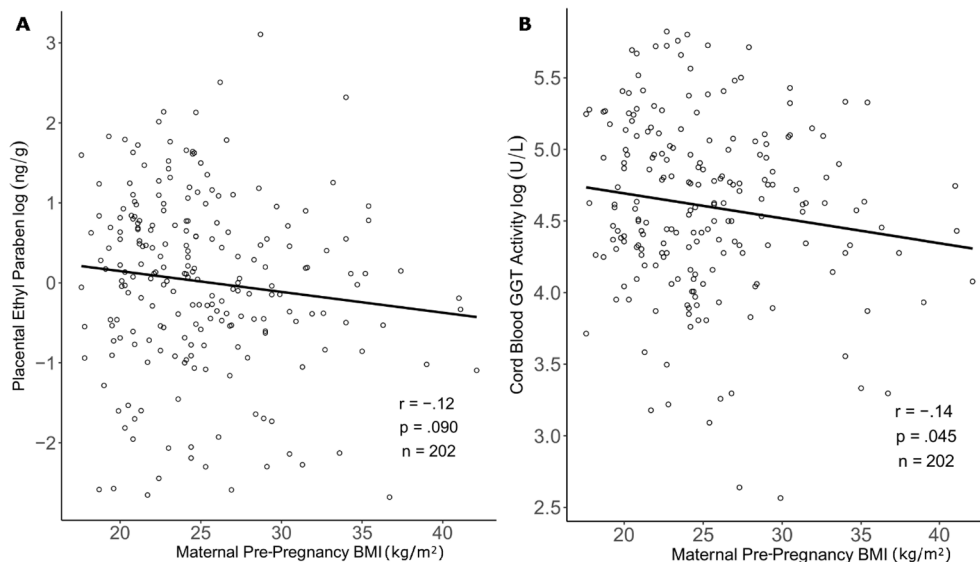 A
Placental Ethyl Paraben log (ng/g)
3
2
1
0
−1
−2
r = −.12
p = .090
n = 202
20 25 30 35 40
Maternal Pre-Pregnancy BMI (kg/m²)
B
Cord Blood GGT Activity log (U/L)
5.5
5.0
4.5
4.0
3.5
3.0
2.5
r = −.14
p = .045
n = 202
20 25 30 35 40
Maternal Pre-Pregnancy BMI (kg/m²)